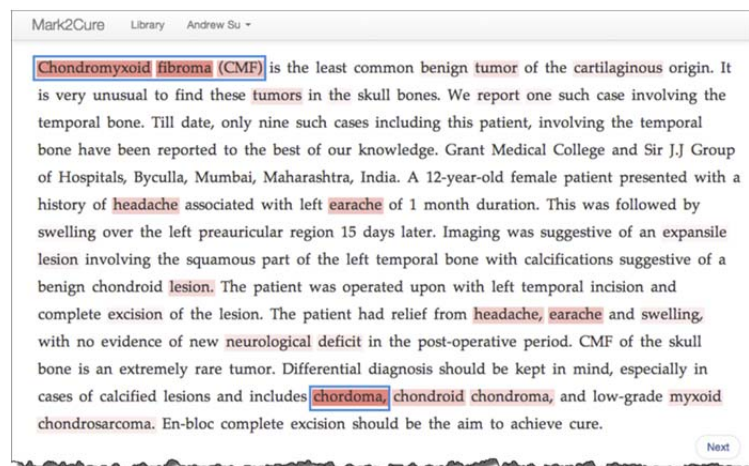 Mark2Cure Library Andrew Su
Chondromyxoid fibroma (CMF) is the least common benign tumor of the cartilaginous origin. It
is very unusual to find these tumors in the skull bones. We report one such case involving the
temporal bone. Till date, only nine such cases including this patient, involving the temporal
bone have been reported to the best of our knowledge. Grant Medical College and Sir J.J Group
of Hospitals, Byculla, Mumbai, Maharashtra, India. A 12-year-old female patient presented with a
history of headache associated with left earache of 1 month duration. This was followed by
swelling over the left preauricular region 15 days later. Imaging was suggestive of an expansile
lesion involving the squamous part of the left temporal bone with calcifications suggestive of a
benign chondroid lesion. The patient was operated upon with left temporal incision and
complete excision of the lesion. The patient had relief from headache, earache and swelling,
with no evidence of new neurological deficit in the post-operative period. CMF of the skull
bone is an extremely rare tumor. Differential diagnosis should be kept in mind, especially in
cases of calcified lesions and includes chordoma, chondroid chondroma, and low-grade myxoid
chondrosarcoma. En-bloc complete excision should be the aim to achieve cure.
Next